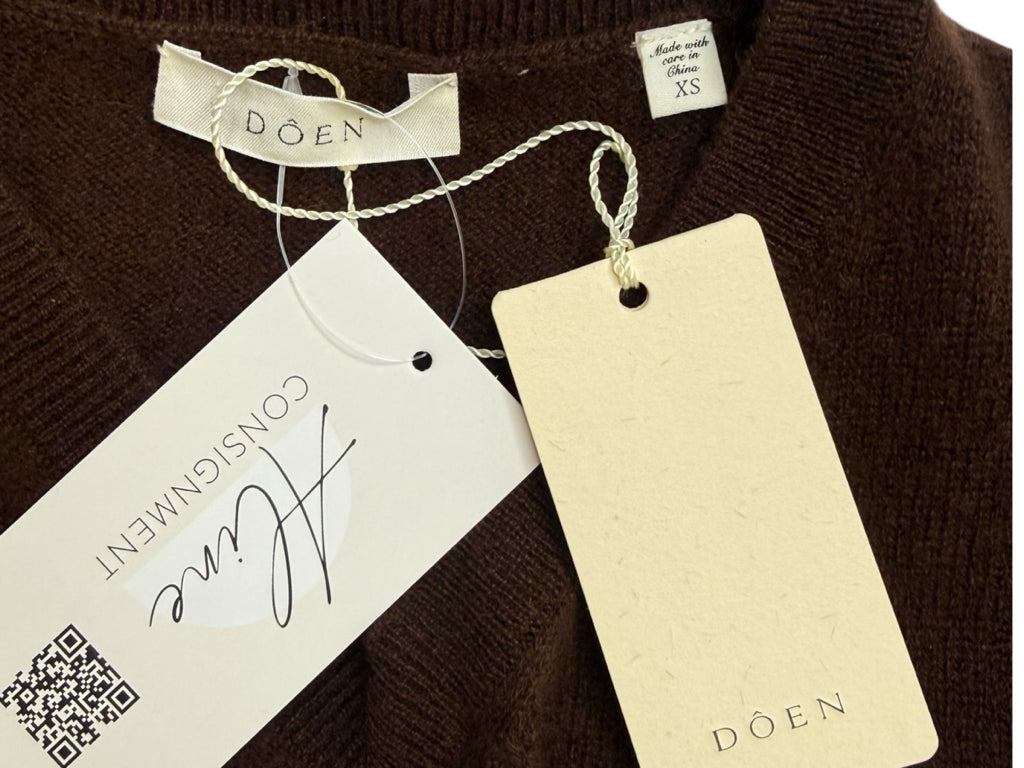 DÔEN
Made with
care in
China
XS
Aline
CONSIGNMENT
DÔEN